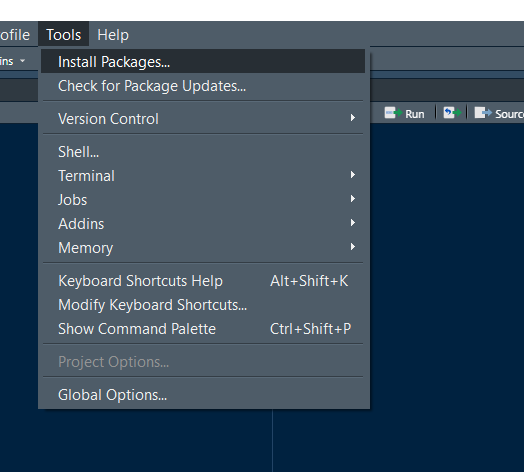 ofile Tools Help
ins
Install Packages...
Check for Package Updates...
Run Source
Version Control
Shell...
Terminal
Jobs
Addins
Memory
Keyboard Shortcuts Help Alt+Shift+K
Modify Keyboard Shortcuts...
Show Command Palette Ctrl+Shift+P
Project Options...
Global Options...